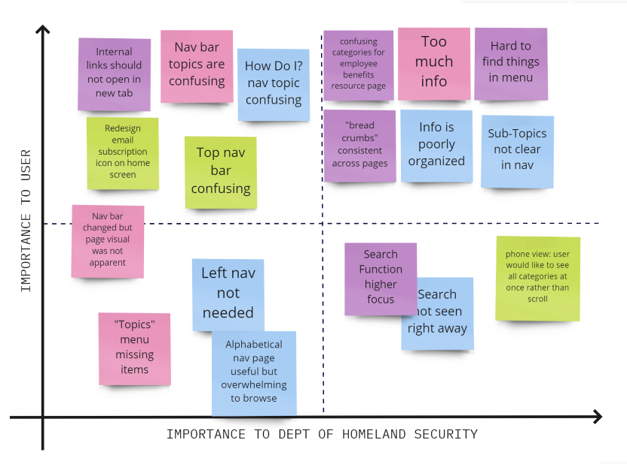 Internal
links should
not open in
new tab
Nav bar
topics are
confusing
How Do I?
nav topic
confusing
Redesign
email
subscription
icon on home
screen
Top nav
bar
confusing
confusing
categories for
employee
benefits
resource page
Too
much
info
Hard to
find things
in menu
"bread
crumbs"
consistent
across pages
Info is
poorly
organized
Sub-Topics
not clear
in nav
Nav bar
changed but
page visual
was not
apparent
Left nav
not
needed
"Topics"
menu
missing
items
Alphabetical
nav page
useful but
overwhelming
to browse
Search
Function
higher
focus
Search
not seen
right away
phone view: user
would like to see
all categories at
once rather than
scroll
IMPORTANCE TO USER
IMPORTANCE TO DEPT OF HOMELAND SECURITY